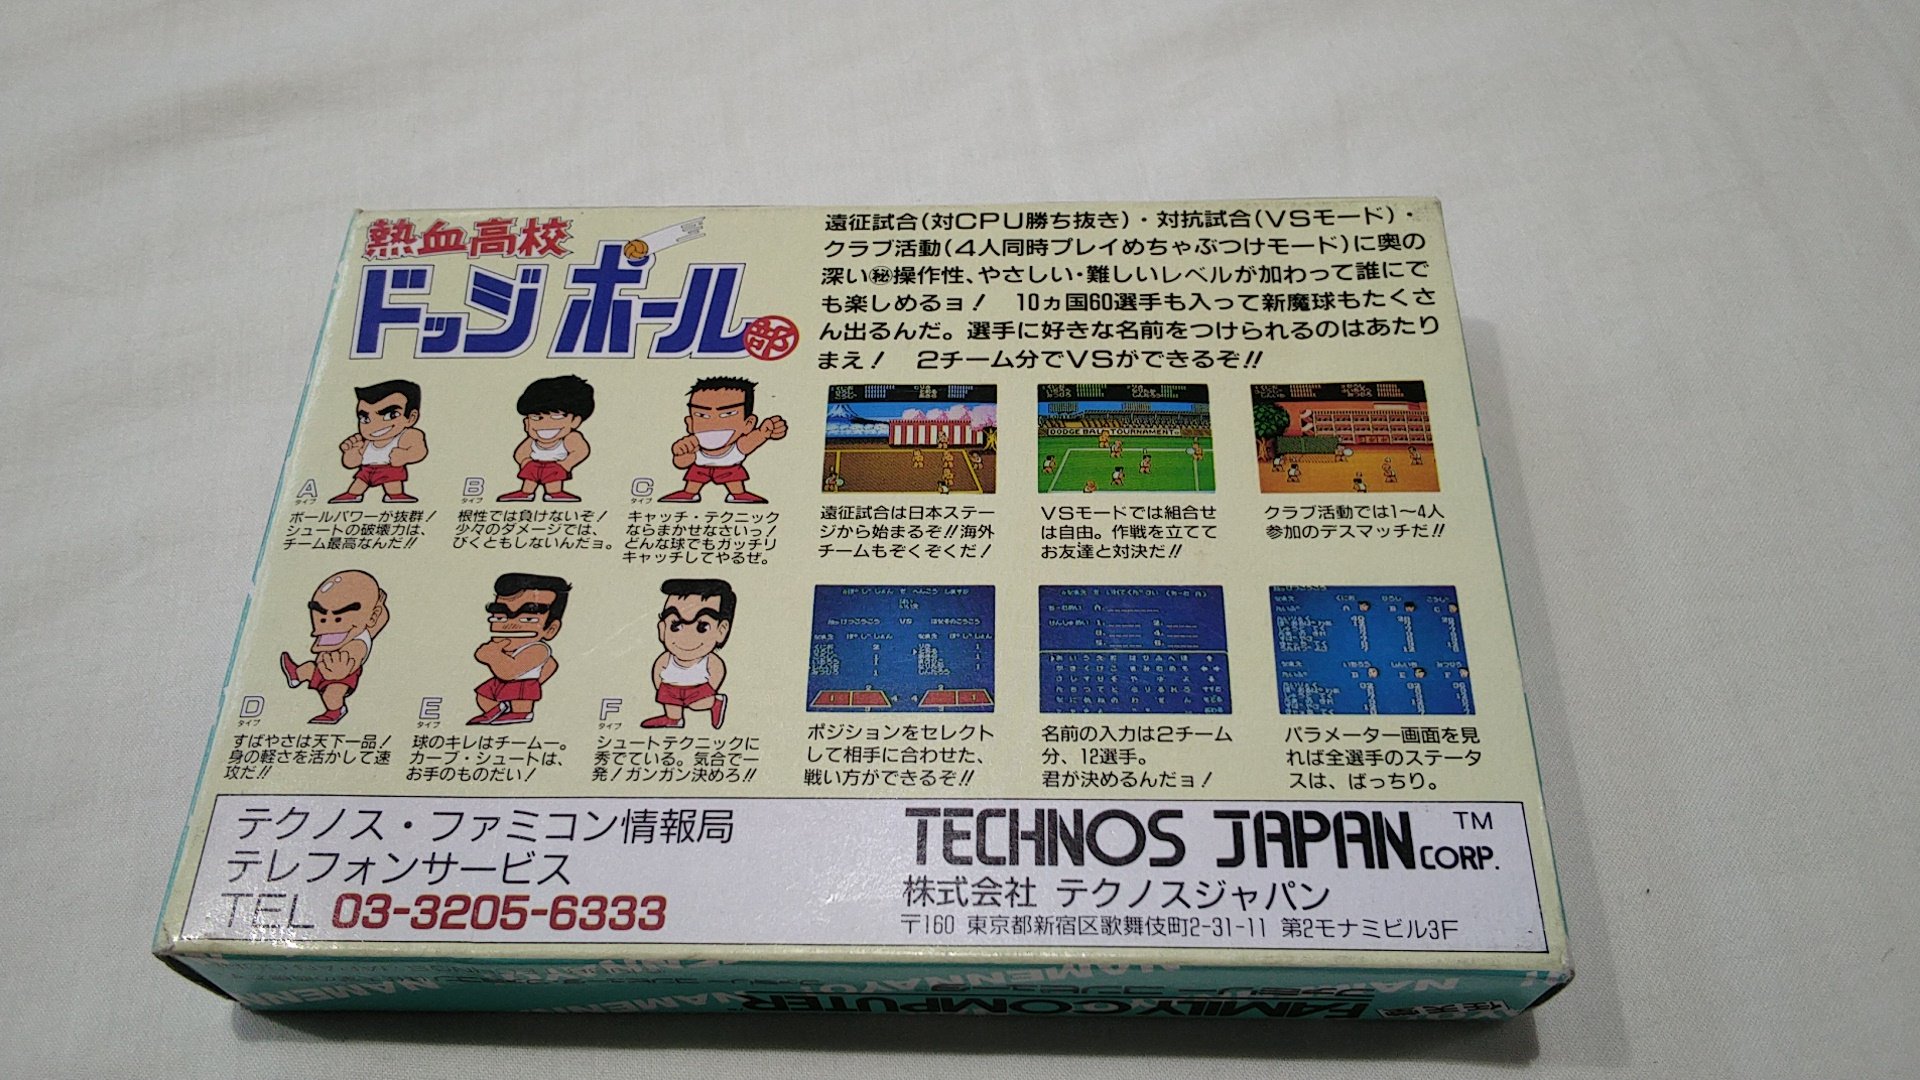 熱血高校
ドッジボール部
遠征試合(対CPU勝ち抜き)・対抗試合(VSモード)・
クラブ活動(4人同時プレイめちゃぶつけモード)に奥の
深い㊙操作性、やさしい・難しいレベルが加わって誰にで
も楽しめるヨ! 10ヵ国60選手も入って新魔球もたくさ
ん出るんだ。選手に好きな名前をつけられるのはあたり
まえ! 2チーム分でVSができるぞ!!
A
タイプ
ボールパワーが抜群!
シュートの破壊力は、
チーム最高なんだ!!
B
タイプ
根性では負けないぞ!
少々のダメージでは、
びくともしないんだョ。
C
タイプ
キャッチ・テクニック
ならまかせなさいっ!
どんな球でもガッチリ
キャッチしてやるぜ。
D
タイプ
すばやさは天下一品!
身の軽さを活かして速
攻だ!!
E
タイプ
球のキレはチーム一。
カーブ・シュートは、
お手のものだい!
F
タイプ
シュートテクニックに
秀でている。気合で一
発!ガンガン決めろ!!
遠征試合は日本ステー
ジから始まるぞ!!海外
チームもぞくぞくだ!
DODGE BALL TOURNAMENT
VSモードでは組合せ
は自由。作戦を立てて
お友達と対決だ!!
クラブ活動では1〜4人
参加のデスマッチだ!!
ポジションをセレクト
して相手に合わせた、
戦い方ができるぞ!!
名前の入力は2チーム
分、12選手。
君が決めるんだョ!
パラメーター画面を見
れば全選手のステータ
スは、ばっちり。
テクノス・ファミコン情報局
テレフォンサービス
TEL 03-3205-6333
TECHNOS JAPAN CORP. TM
株式会社 テクノスジャパン
〒160 東京都新宿区歌舞伎町2-31-11 第2モナミビル3F
FAMILY COMPUTER